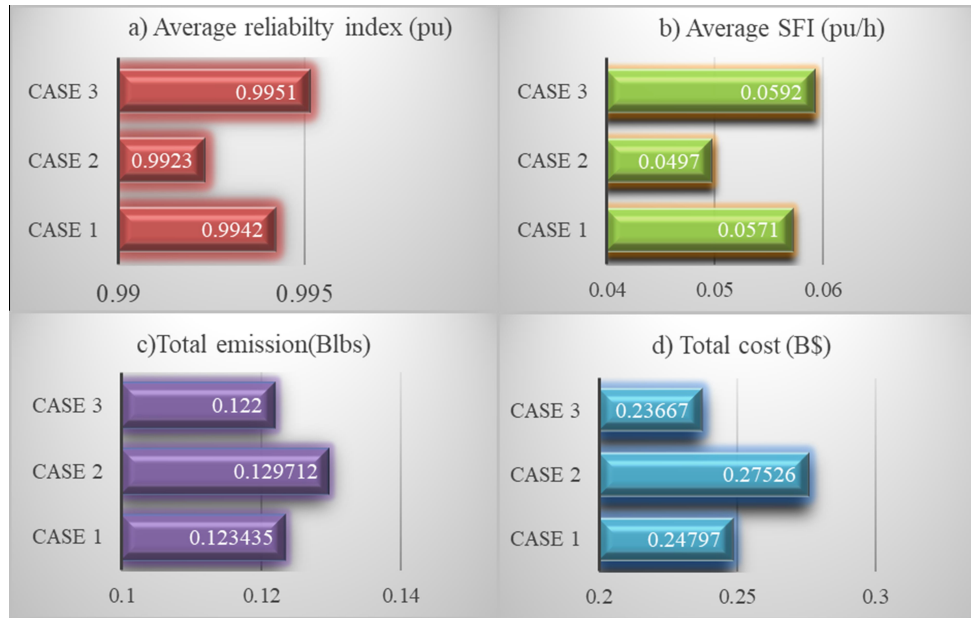 a) Average reliabilty index (pu)
CASE 3
0.9951
CASE 2
0.9923
CASE 1
0.9942
0.99
0.995
b) Average SFI (pu/h)
CASE 3
0.0592
CASE 2
0.0497
CASE 1
0.0571
0.04
0.05
0.06
c)Total emission(Blbs)
CASE 3
0.122
CASE 2
0.129712
CASE 1
0.123435
0.1
0.12
0.14
d) Total cost (B$)
CASE 3
0.23667
CASE 2
0.27526
CASE 1
0.24797
0.2
0.25
0.3